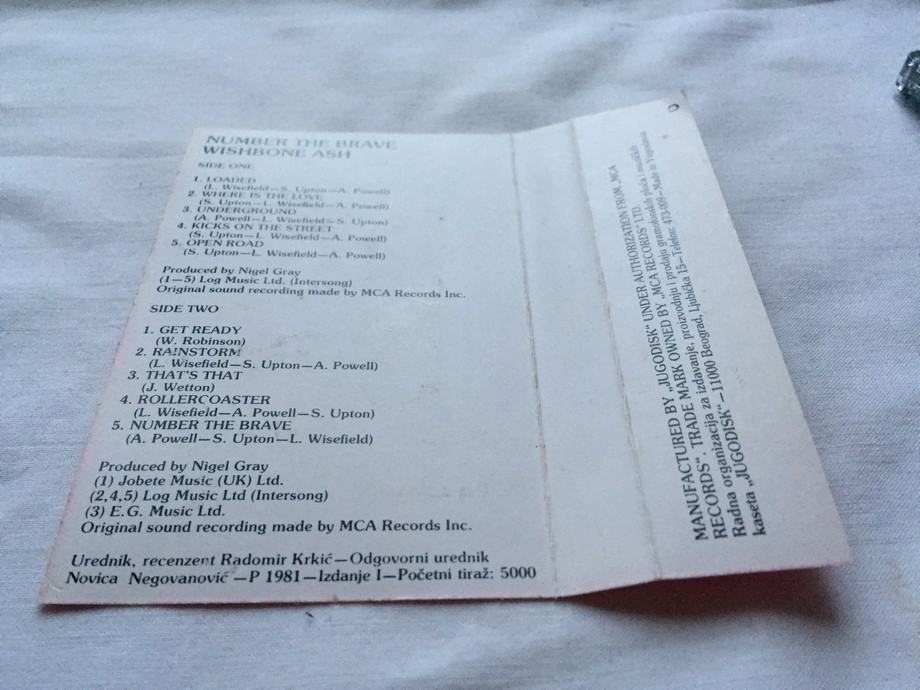 NUMBER THE BRAVE
WISHBONE ASH
SIDE ONE
1. LOADED
(L. Wisefield—S. Upton—A. Powell)
2. WHERE IS THE LOVE
(S. Upton—L. Wisefield—A. Powell)
3. UNDERGROUND
(A. Powell—L. Wisefield—S. Upton)
4. KICKS ON THE STREET
(S. Upton—L. Wisefield—A. Powell)
5. OPEN ROAD
(S. Upton—L. Wisefield—A. Powell)
Produced by Nigel Gray
(1—5) Log Music Ltd. (Intersong)
Original sound recording made by MCA Records Inc.
SIDE TWO
1. GET READY
(W. Robinson)
2. RAINSTORM
(L. Wisefield—S. Upton—A. Powell)
3. THAT'S THAT
(J. Wetton)
4. ROLLERCOASTER
(L. Wisefield—A. Powell—S. Upton)
5. NUMBER THE BRAVE
(A. Powell—S. Upton—L. Wisefield)
Produced by Nigel Gray
(1) Jobete Music (UK) Ltd.
(2,4,5) Log Music Ltd (Intersong)
(3) E.G. Music Ltd.
Original sound recording made by MCA Records Inc.
Urednik, recenzent Radomir Krkić—Odgovorni urednik
Novica Negovanović—P 1981—Izdanje I—Početni tiraž: 5000
MANUFACTURED BY „JUGODISK“ UNDER AUTHORIZATION FROM „MCA
RECORDS“. TRADE MARK OWNED BY „MCA RECORDS“ LTD.
Radna organizacija za izdavanje, proizvodnju i prodaju gramofonskih ploča i muzičkih
kaseta „JUGODISK“—11000 Beograd, Ljubička 15—Telefon: 473-009—Made in Yugoslavia